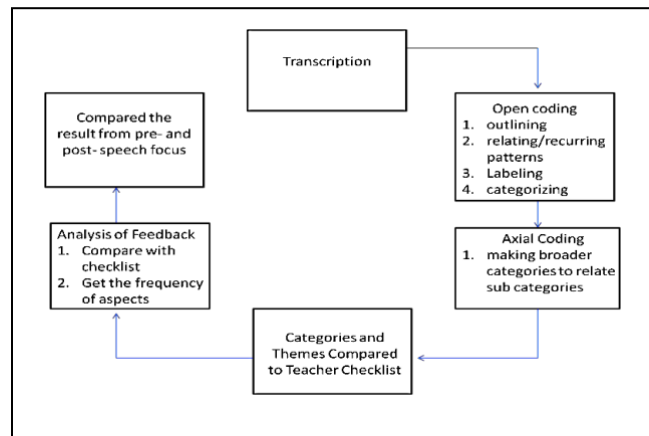 Transcription
Open coding
1. outlining
2. relating/recurring
patterns
3. Labeling
4. categorizing
Axial Coding
1. making broader
categories to relate
sub categories
Categories and
Themes Compared
to Teacher Checklist
Analysis of Feedback
1. Compare with
checklist
2. Get the frequency
of aspects
Compared the
result from pre- and
post- speech focus